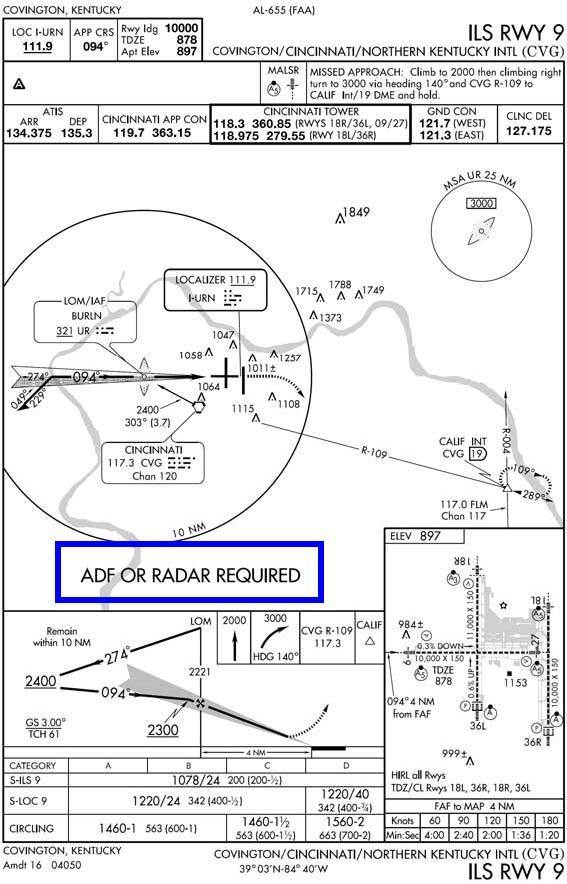 COVINGTON, KENTUCKY
AL-655 (FAA)
ILS RWY 9
COVINGTON/CINCINNATI/NORTHERN KENTUCKY INTL (CVG)
LOC I-URN
111.9
APP CRS
094°
Rwy ldg 10000
TDZE 878
Apt Elev 897
MALSR
A5
MISSED APPROACH: Climb to 2000 then climbing right
turn to 3000 via heading 140° and CVG R-109 to
CALIF Int/19 DME and hold.
A
ATIS
ARR DEP
134.375 135.3
CINCINNATI APP CON
119.7 363.15
CINCINNATI TOWER
118.3 360.85 (RWYS 18R/36L, 09/27)
118.975 279.55 (RWY 18L/36R)
GND CON
121.7 (WEST)
121.3 (EAST)
CLNC DEL
127.175
MSA UR 25 NM
3000
1849
LOCALIZER 111.9
I-URN
LOM/IAF
BURLN
321 UR
1715
1788
1749
1373
1047
1058
1257
1011±
1064
1108
1115
274°
094°
049°
229°
2400
303° (3.7)
CINCINNATI
117.3 CVG
Chan 120
R-109
R-004
CALIF INT
CVG 19
109°
289°
117.0 FLM
Chan 117
10 NM
ADF OR RADAR REQUIRED
ELEV 897
18R
18L
A3
V
A5
11,000 X 150
984±
P
0.3% DOWN
10,000 X 150
9
27
A5
TDZE
878
0.6% UP
1153
10,000 X 150
094° 4 NM
from FAF
36L
A
P
A
36R
999±
HIRL all Rwys
TDZ/CL Rwys 18L, 36R, 18R, 36L
FAF to MAP 4 NM
Knots 60 90 120 150 180
Min:Sec 4:00 2:40 2:00 1:36 1:20
Remain
within 10 NM
LOM
2000
3000
HDG 140°
CVG R-109
117.3
CALIF
274°
2400
094°
2221
2300
GS 3.00°
TCH 61
4 NM
CATEGORY A B C D
S-ILS 9 1078/24 200 (200-½)
S-LOC 9 1220/24 342 (400-½) 1220/40 342 (400-¾)
CIRCLING 1460-1 563 (600-1) 1460-1½ 563 (600-1½) 1560-2 663 (700-2)
COVINGTON, KENTUCKY
Amdt 16 04050
39°03'N-84°40'W
COVINGTON/CINCINNATI/NORTHERN KENTUCKY INTL (CVG)
ILS RWY 9